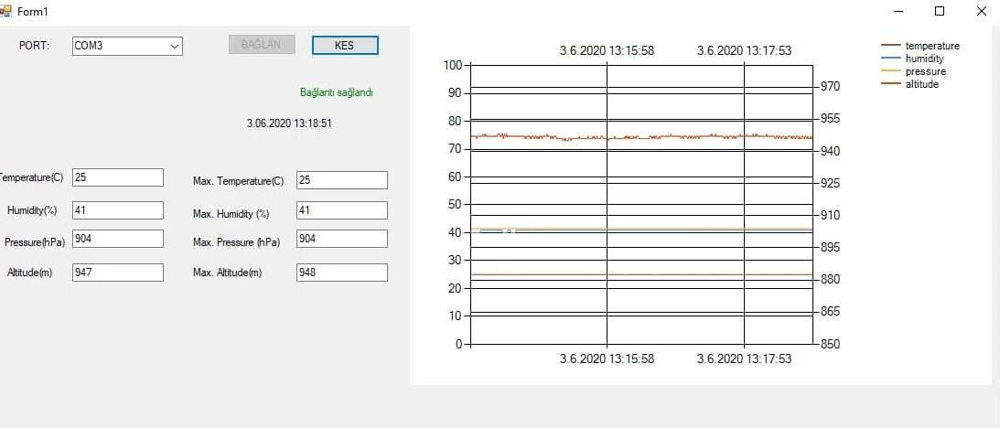 Form1
PORT:
COM3
BAĞLAN
KES
Bağlantı sağlandı
3.06.2020 13:18:51
Temperature(C)
25
Max. Temperature(C)
25
Humidity(%)
41
Max. Humidity (%)
41
Pressure(hPa)
904
Max. Pressure (hPa)
904
Altitude(m)
947
Max. Altitude(m)
948
3.6.2020 13:15:58
3.6.2020 13:17:53
100
90
80
70
60
50
40
30
20
10
0
970
955
940
925
910
895
880
865
850
3.6.2020 13:15:58
3.6.2020 13:17:53
temperature
humidity
pressure
altitude